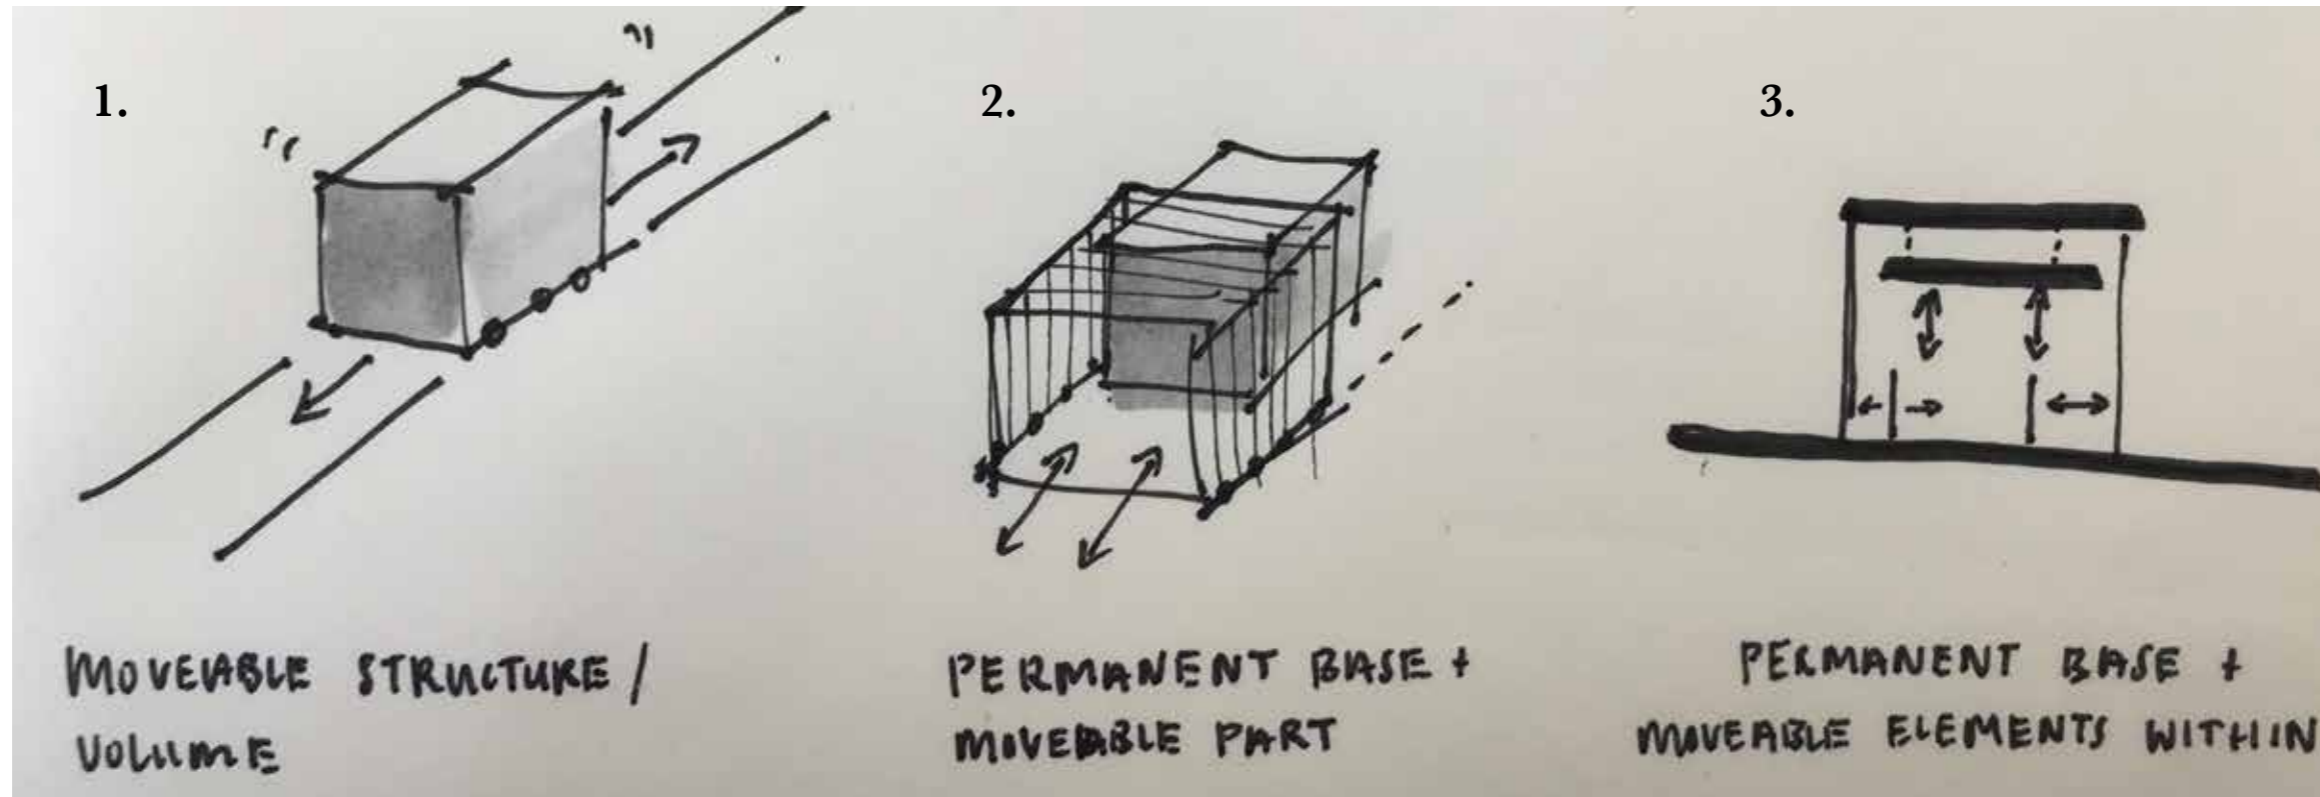 1.
MOVEABLE STRUCTURE /
VOLUME
2.
PERMANENT BASE +
MOVEABLE PART
3.
PERMANENT BASE +
MOVEABLE ELEMENTS WITHIN